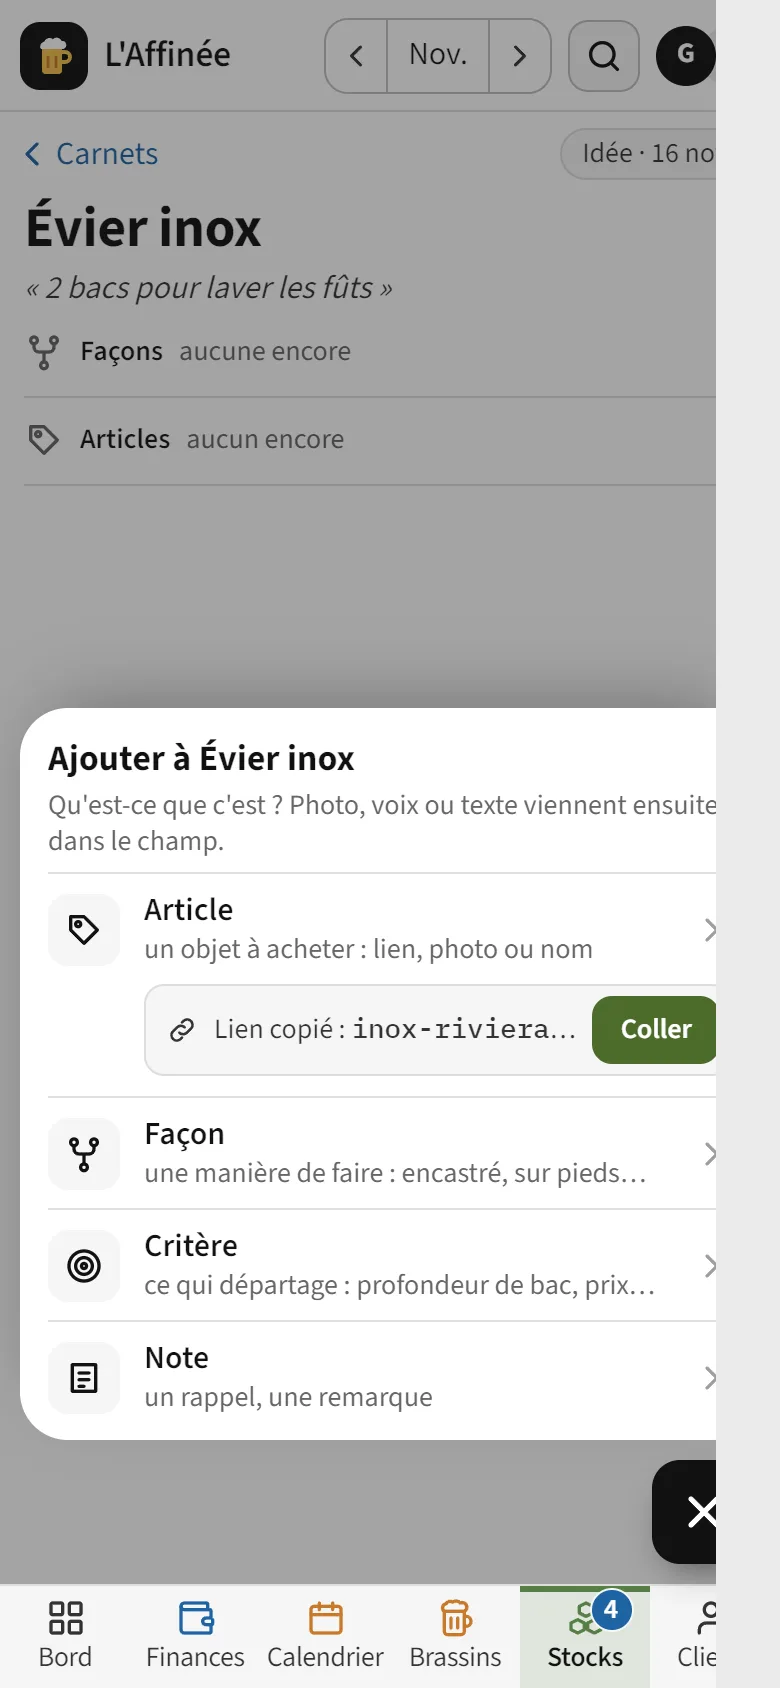 L'Affinée
Nov.
G
Carnets
Idée · 16 no
Évier inox
« 2 bacs pour laver les fûts »
Façons aucune encore
Articles aucun encore
Ajouter à Évier inox
Qu'est-ce que c'est ? Photo, voix ou texte viennent ensuite
dans le champ.
Article
un objet à acheter : lien, photo ou nom
Lien copié : inox-riviera…
Coller
Façon
une manière de faire : encastré, sur pieds…
Critère
ce qui départage : profondeur de bac, prix…
Note
un rappel, une remarque
4
Bord
Finances
Calendrier
Brassins
Stocks
Clie